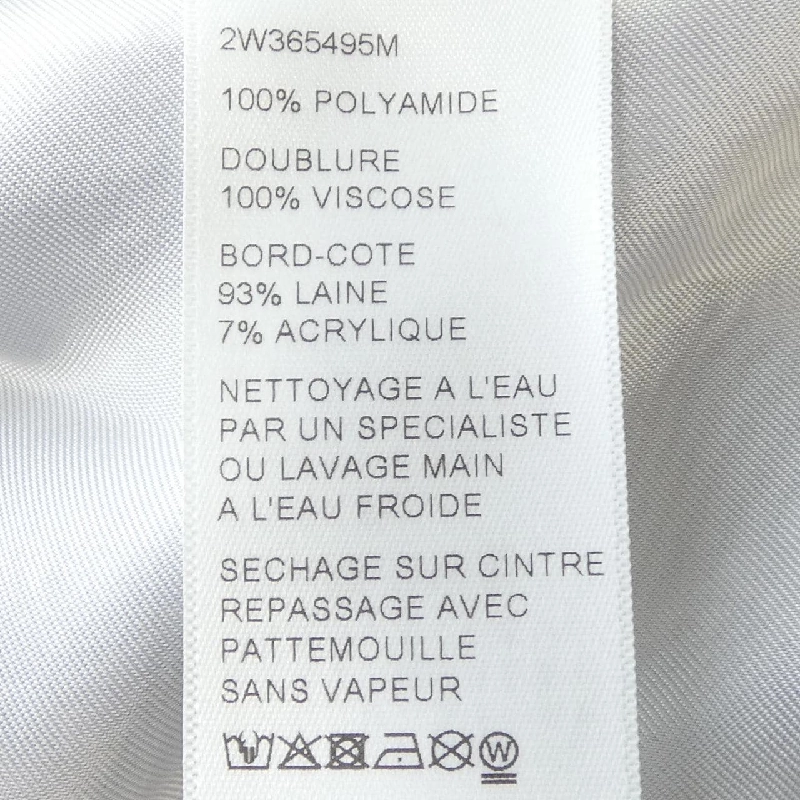 2W365495M
100% POLYAMIDE
DOUBLURE
100% VISCOSE
BORD-COTE
93% LAINE
7% ACRYLIQUE
NETTOYAGE A L'EAU
PAR UN SPECIALISTE
OU LAVAGE MAIN
A L'EAU FROIDE
SECHAGE SUR CINTRE
REPASSAGE AVEC
PATTEMOUILLE
SANS VAPEUR
W